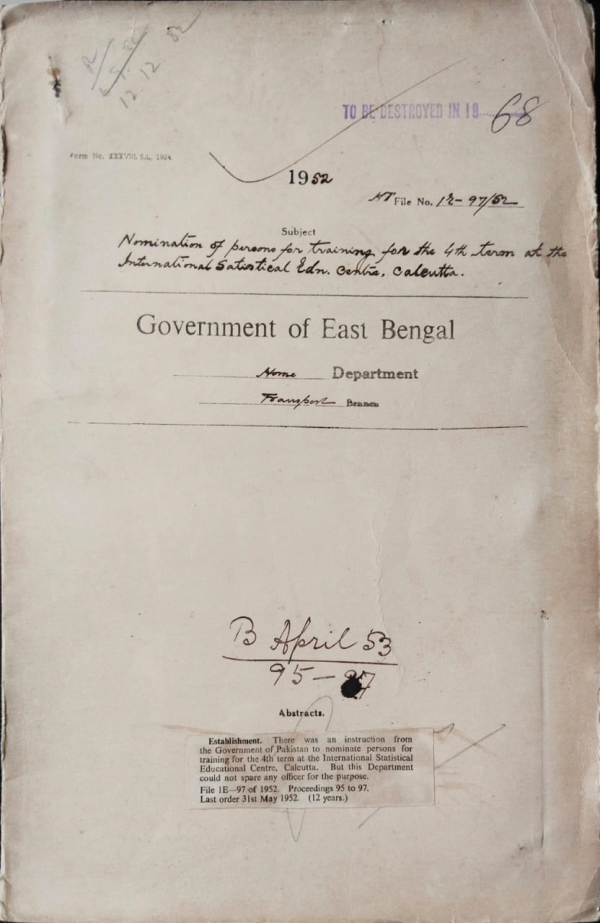 12.12.52
TO BE DESTROYED IN 19 68
Form No. XXXVIII S.L., 1924.
1952
File No. 1E-97/52
Subject
Nomination of persons for training for the 4th term at the
International Satistical Edn. Centre, Calcutta.
Government of East Bengal
Home Department
Transport Branch
B April 53
95-97
Abstracts.
Establishment. There was an instruction from
the Government of Pakistan to nominate persons for
training for the 4th term at the International Statistical
Educational Centre, Calcutta. But this Department
could not spare any officer for the purpose.
File 1E—97 of 1952. Proceedings 95 to 97.
Last order 31st May 1952. (12 years.)